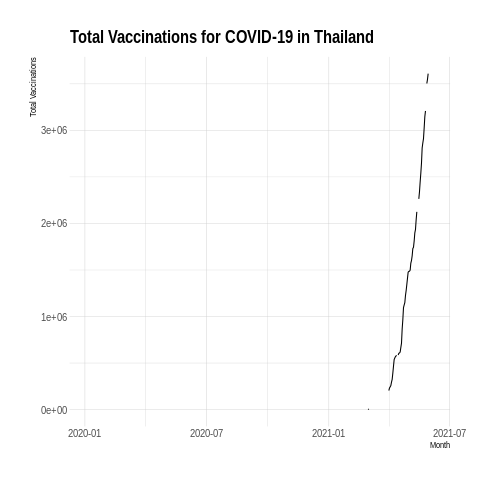 Total Vaccinations for COVID-19 in Thailand
Total Vaccinations
3e+06
2e+06
1e+06
0e+00
2020-01
2020-07
2021-01
2021-07
Month